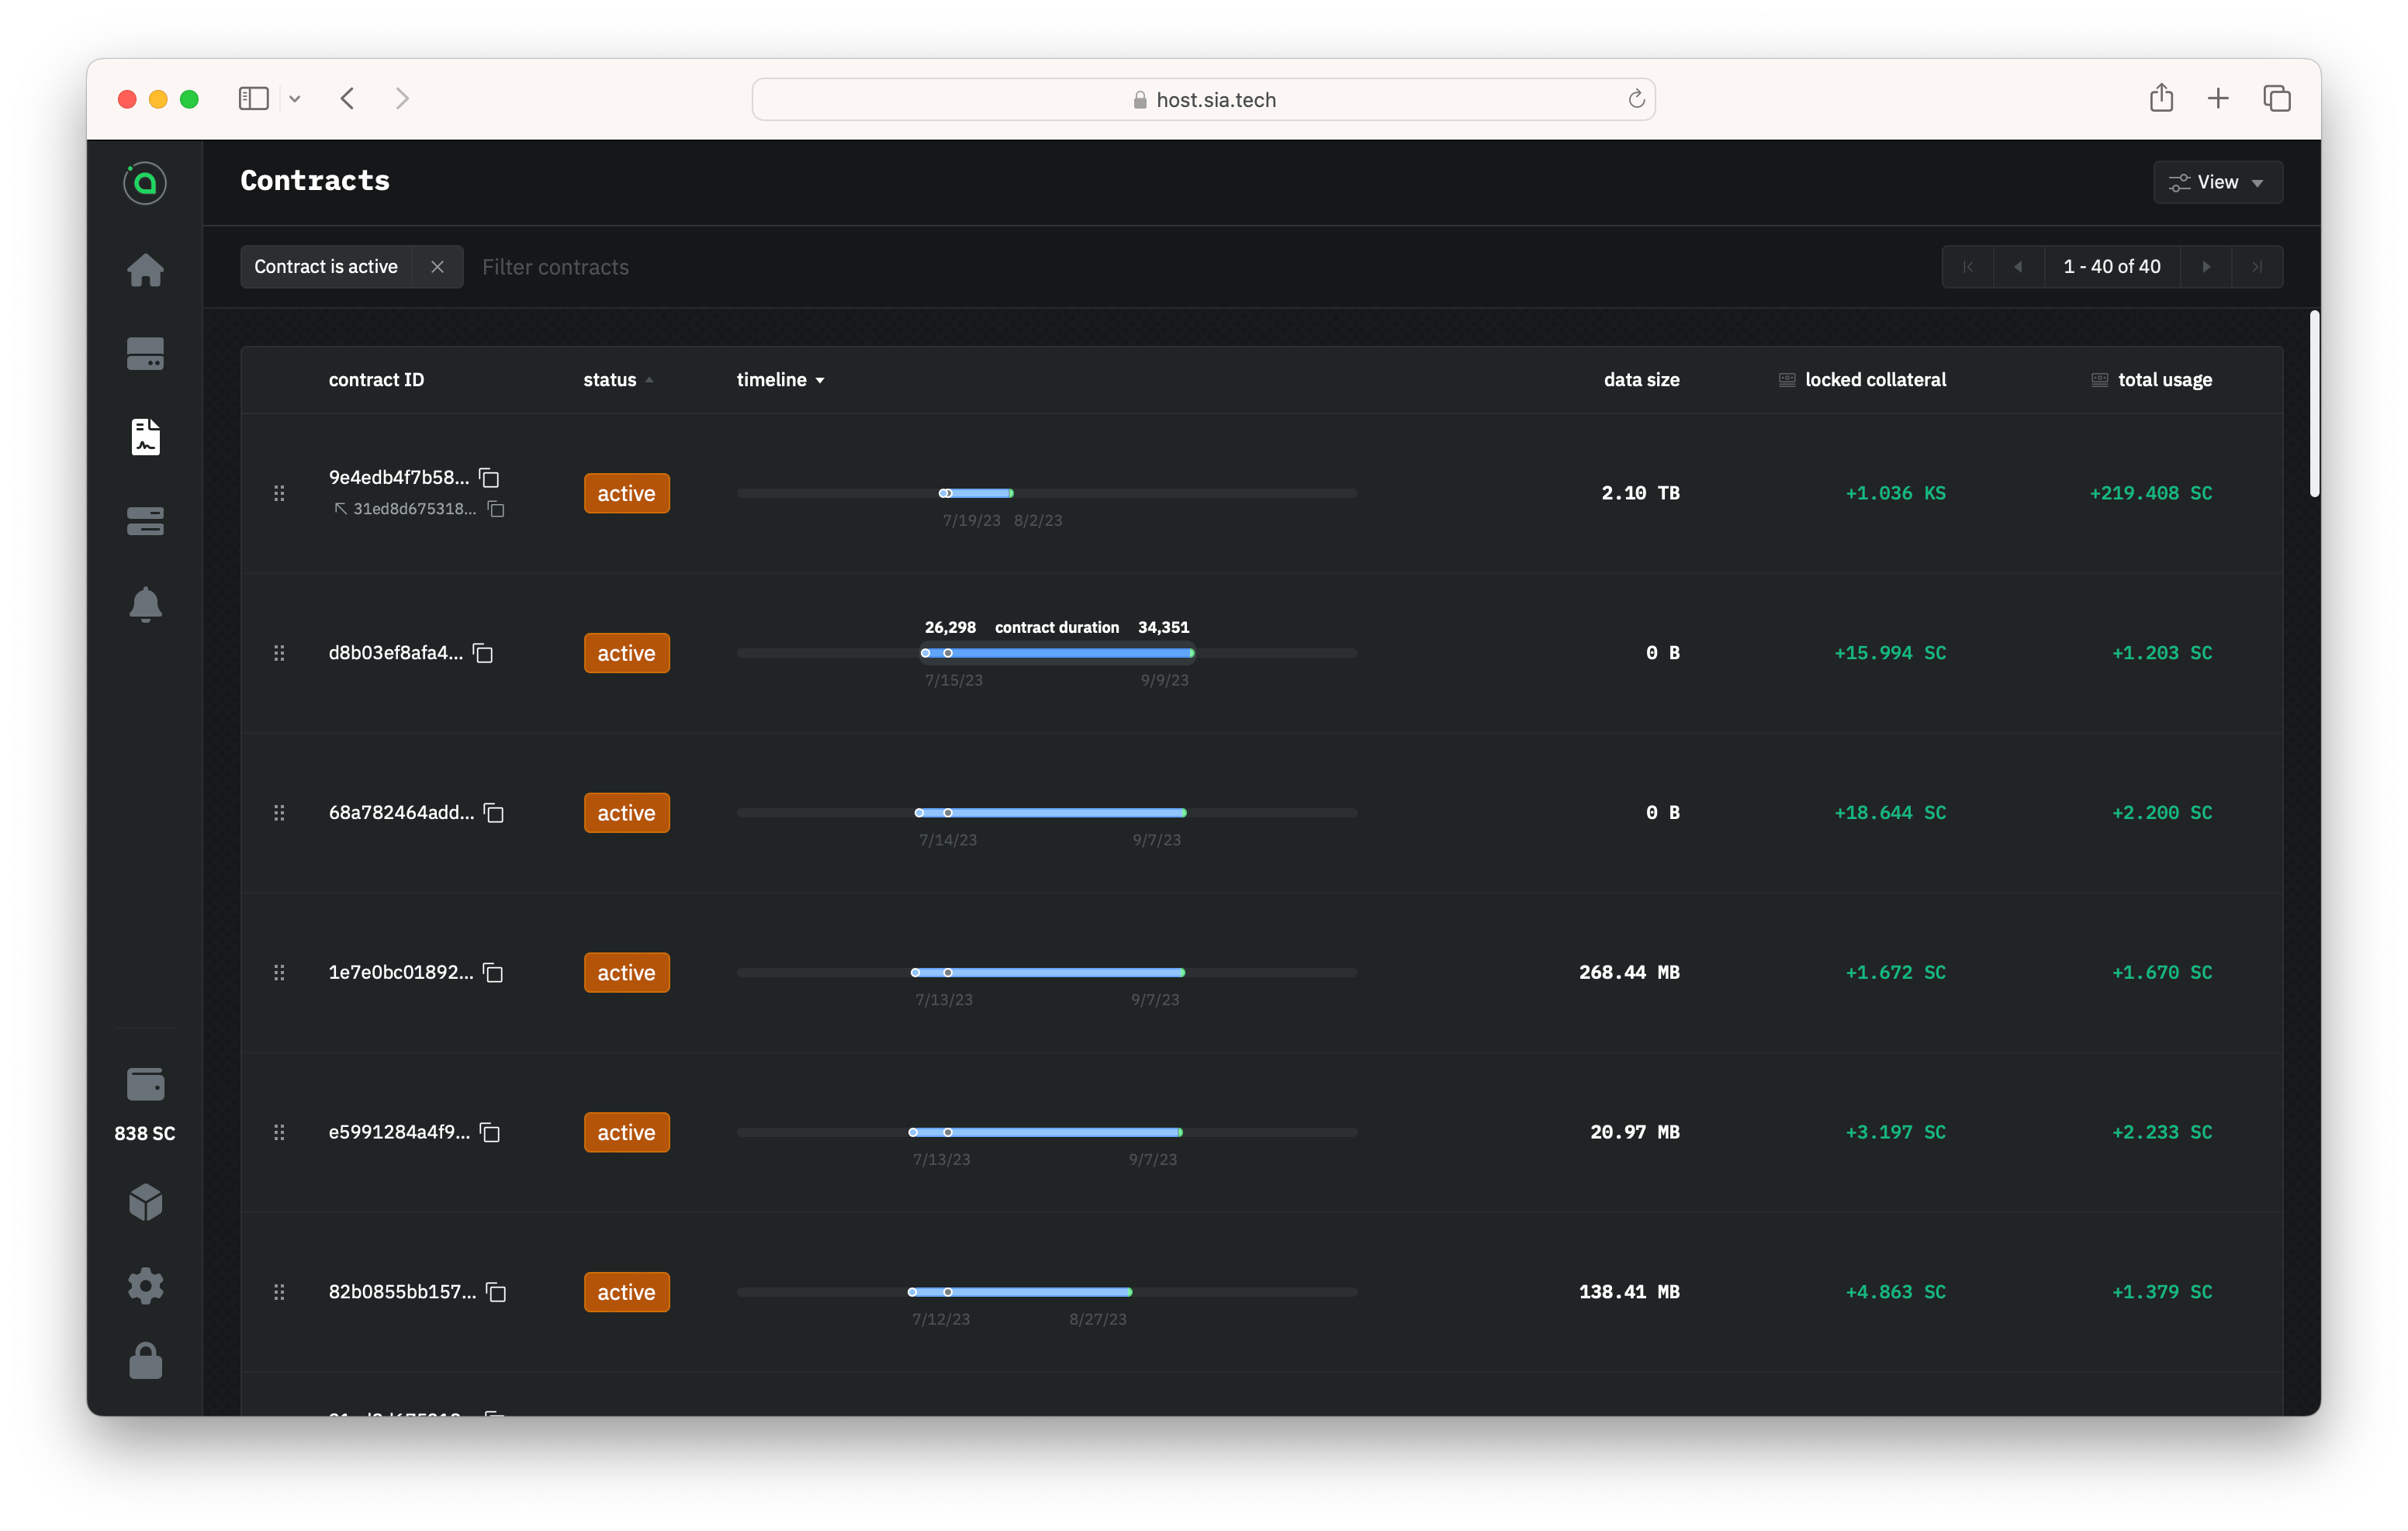 host.sia.tech
Contracts
View
Contract is active
Filter contracts
1 - 40 of 40
contract ID status timeline data size locked collateral total usage
9e4edb4f7b58...
31ed8d675318...
active
7/19/23 8/2/23
2.10 TB +1.036 KS +219.408 SC
26,298 contract duration 34,351
d8b03ef8afa4... active 0 B +15.994 SC +1.203 SC
7/15/23 9/9/23
68a782464add... active 0 B +18.644 SC +2.200 SC
7/14/23 9/7/23
1e7e0bc01892... active 268.44 MB +1.672 SC +1.670 SC
7/13/23 9/7/23
e5991284a4f9... active 20.97 MB +3.197 SC +2.233 SC
7/13/23 9/7/23
82b0855bb157... active 138.41 MB +4.863 SC +1.379 SC
7/12/23 8/27/23
838 SC